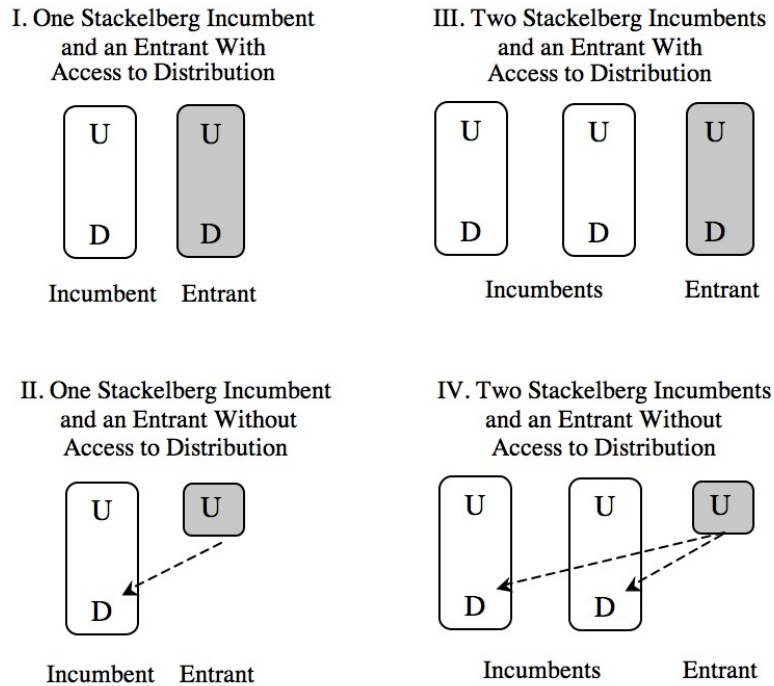 I. One Stackelberg Incumbent
and an Entrant With
Access to Distribution
U
U
D
D
Incumbent
Entrant
III. Two Stackelberg Incumbents
and an Entrant With
Access to Distribution
U
U
U
D
D
D
Incumbents
Entrant
II. One Stackelberg Incumbent
and an Entrant Without
Access to Distribution
U
U
D
Incumbent
Entrant
IV. Two Stackelberg Incumbents
and an Entrant Without
Access to Distribution
U
U
U
D
D
Incumbents
Entrant